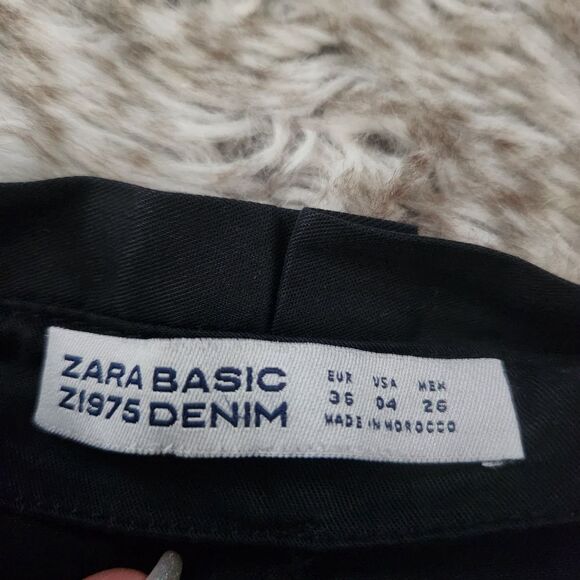 ZARA BASIC
Z1975 DENIM
EUR USA MEX
36 04 26
MADE IN MOROCCO